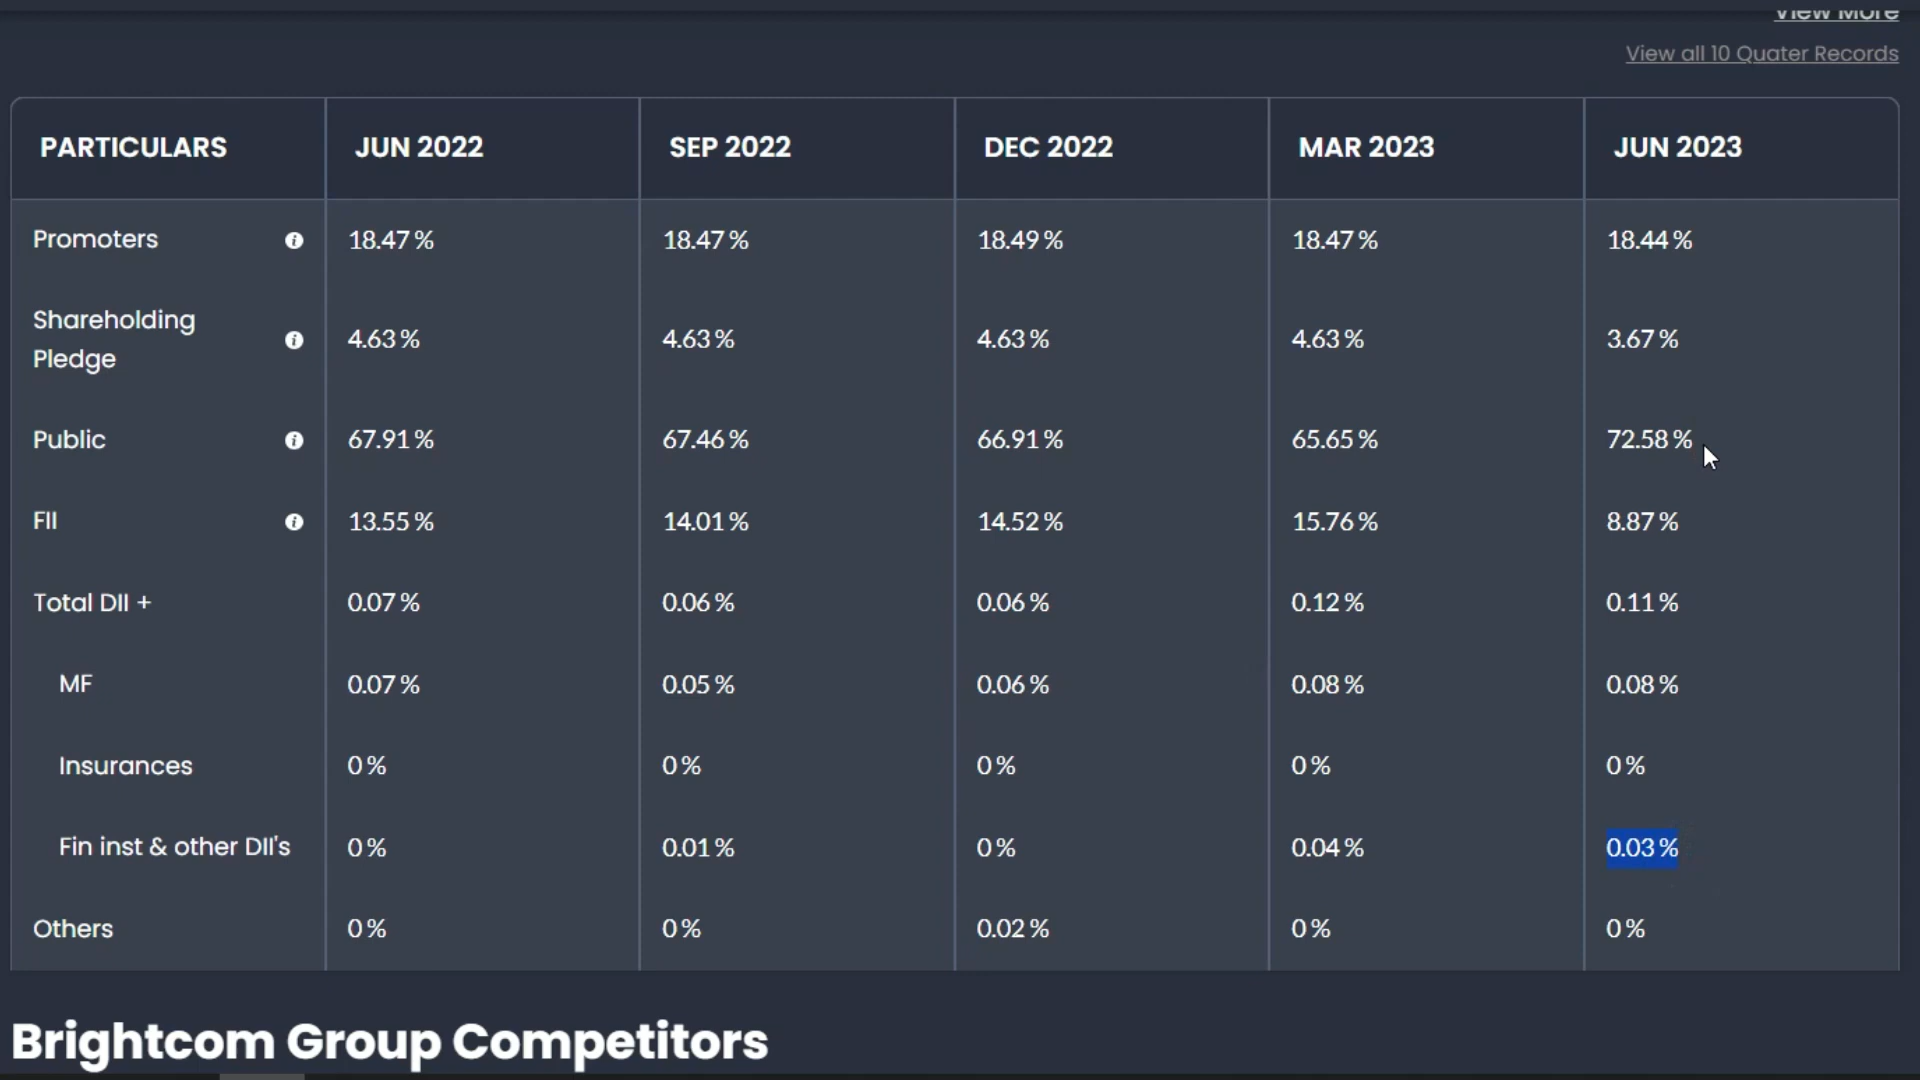 View More
View all 10 Quater Records
PARTICULARS JUN 2022 SEP 2022 DEC 2022 MAR 2023 JUN 2023
Promoters 18.47 % 18.47 % 18.49 % 18.47 % 18.44 %
Shareholding
Pledge 4.63 % 4.63 % 4.63 % 4.63 % 3.67 %
Public 67.91 % 67.46 % 66.91 % 65.65 % 72.58 %
FII 13.55 % 14.01 % 14.52 % 15.76 % 8.87 %
Total DII + 0.07 % 0.06 % 0.06 % 0.12 % 0.11 %
MF 0.07 % 0.05 % 0.06 % 0.08 % 0.08 %
Insurances 0 % 0 % 0 % 0 % 0 %
Fin inst & other DII's 0 % 0.01 % 0 % 0.04 % 0.03 %
Others 0 % 0 % 0.02 % 0 % 0 %
Brightcom Group Competitors